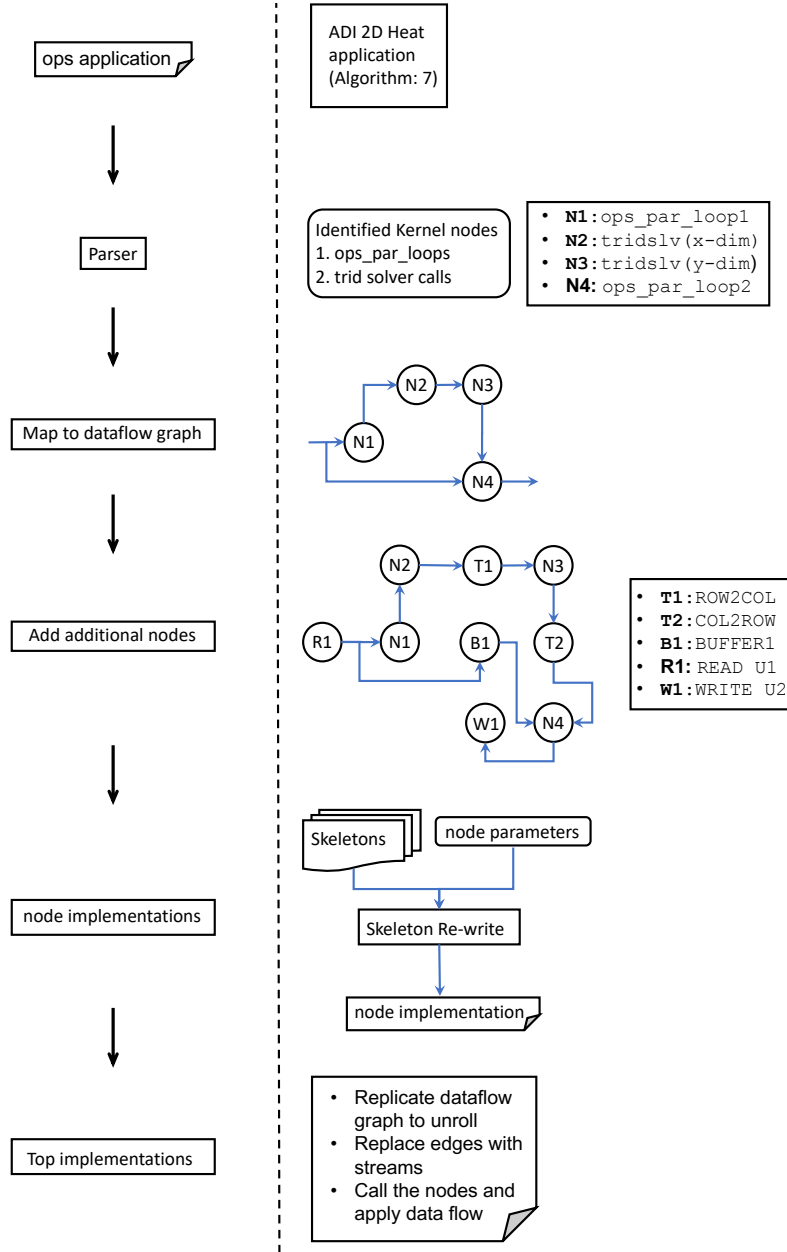 ops application
ADI 2D Heat
application
(Algorithm: 7)
Parser
Identified Kernel nodes
1. ops_par_loops
2. trid solver calls
• N1:ops_par_loop1
• N2:tridslv(x-dim)
• N3:tridslv(y-dim)
• N4: ops_par_loop2
Map to dataflow graph
N2
N3
N1
N4
Add additional nodes
N2
T1
N3
R1
N1
B1
T2
W1
N4
• T1:ROW2COL
• T2:COL2ROW
• B1:BUFFER1
• R1: READ U1
• W1:WRITE U2
node implementations
Skeletons
node parameters
Skeleton Re-write
node implementation
Top implementations
• Replicate dataflow
graph to unroll
• Replace edges with
streams
• Call the nodes and
apply data flow